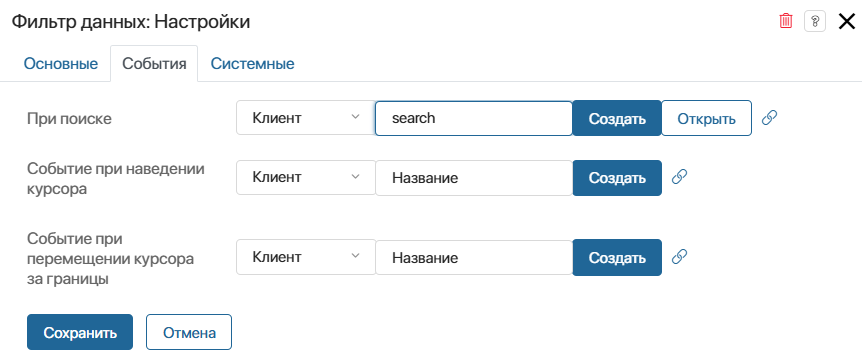 Фильтр данных: Настройки
?
Основные События Системные
При поиске Клиент search Создать Открыть
Событие при наведении
курсора
Клиент Название Создать
Событие при
перемещении курсора
за границы
Клиент Название Создать
Сохранить Отмена